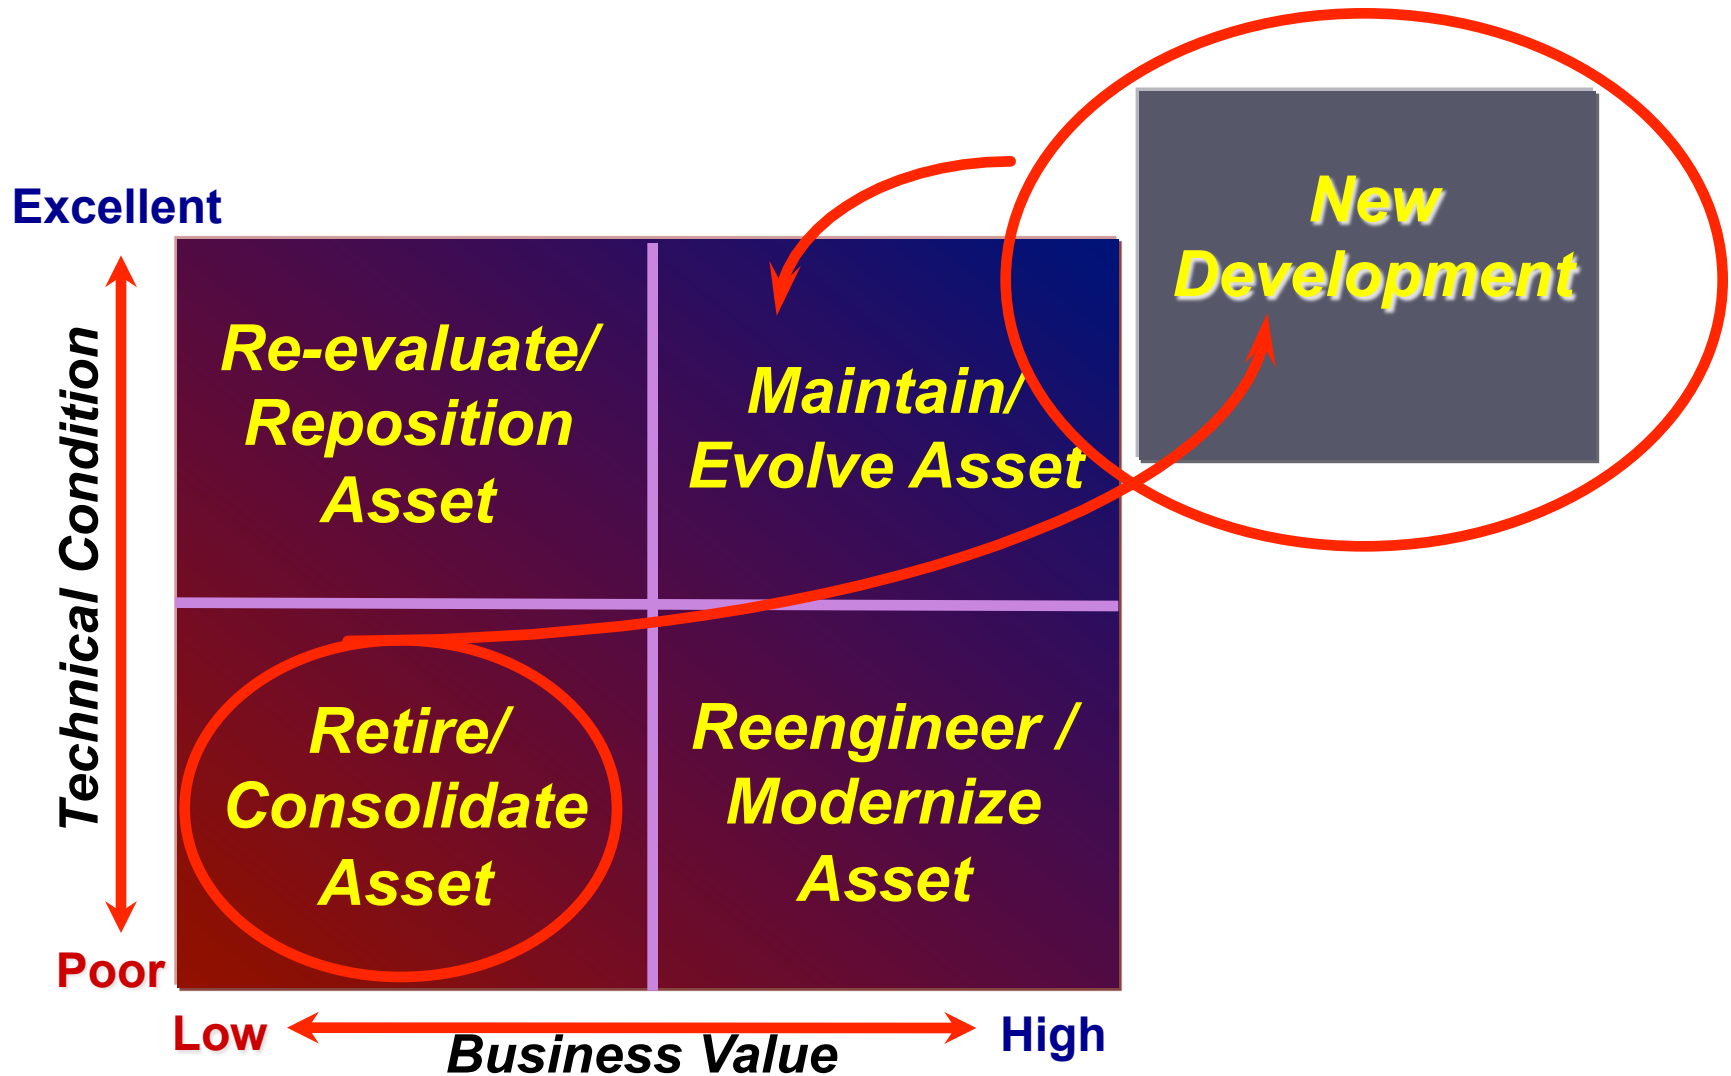 New
Development
Excellent
Technical Condition
Re-evaluate/
Reposition
Asset
Maintain/
Evolve Asset
Retire/
Consolidate
Asset
Reengineer /
Modernize
Asset
Poor
Low
Business Value
High